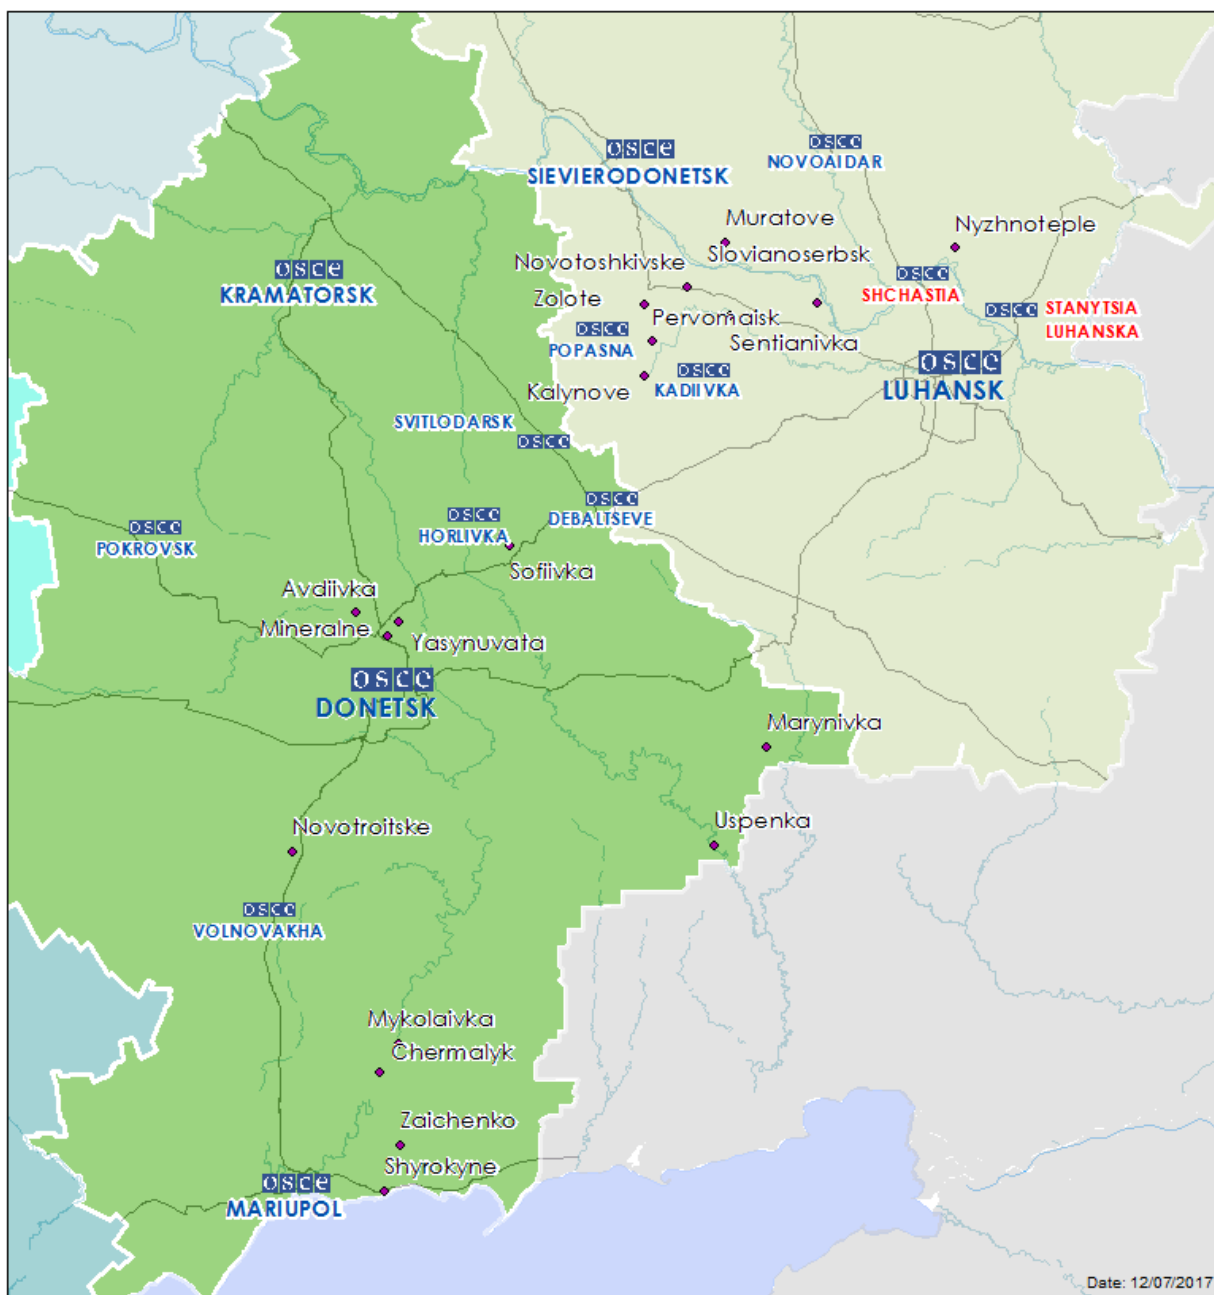 osce
SIEVIERODONETSK
osce
NOVOAIDAR
Muratove
Nyzhnoteple
Slovianoserbsk
Novotoshkivske
osce
SHCHASTIA
osce
KRAMATORSK
Zolote
Pervomaisk
osce
STANYTSIA
LUHANSKA
osce
POPASNA
Sentianivka
osce
LUHANSK
osce
KADIIVKA
Kalynove
SVITLODARSK
osce
osce
DEBALTSEVE
osce
HORLIVKA
osce
POKROVSK
Sofiivka
Avdiivka
Mineralne
Yasynuvata
osce
DONETSK
Marynivka
Uspenka
Novotroitske
osce
VOLNOVAKHA
Mykolaivka
Chermalyk
Zaichenko
Shyrokyne
osce
MARIUPOL
Date: 12/07/2017